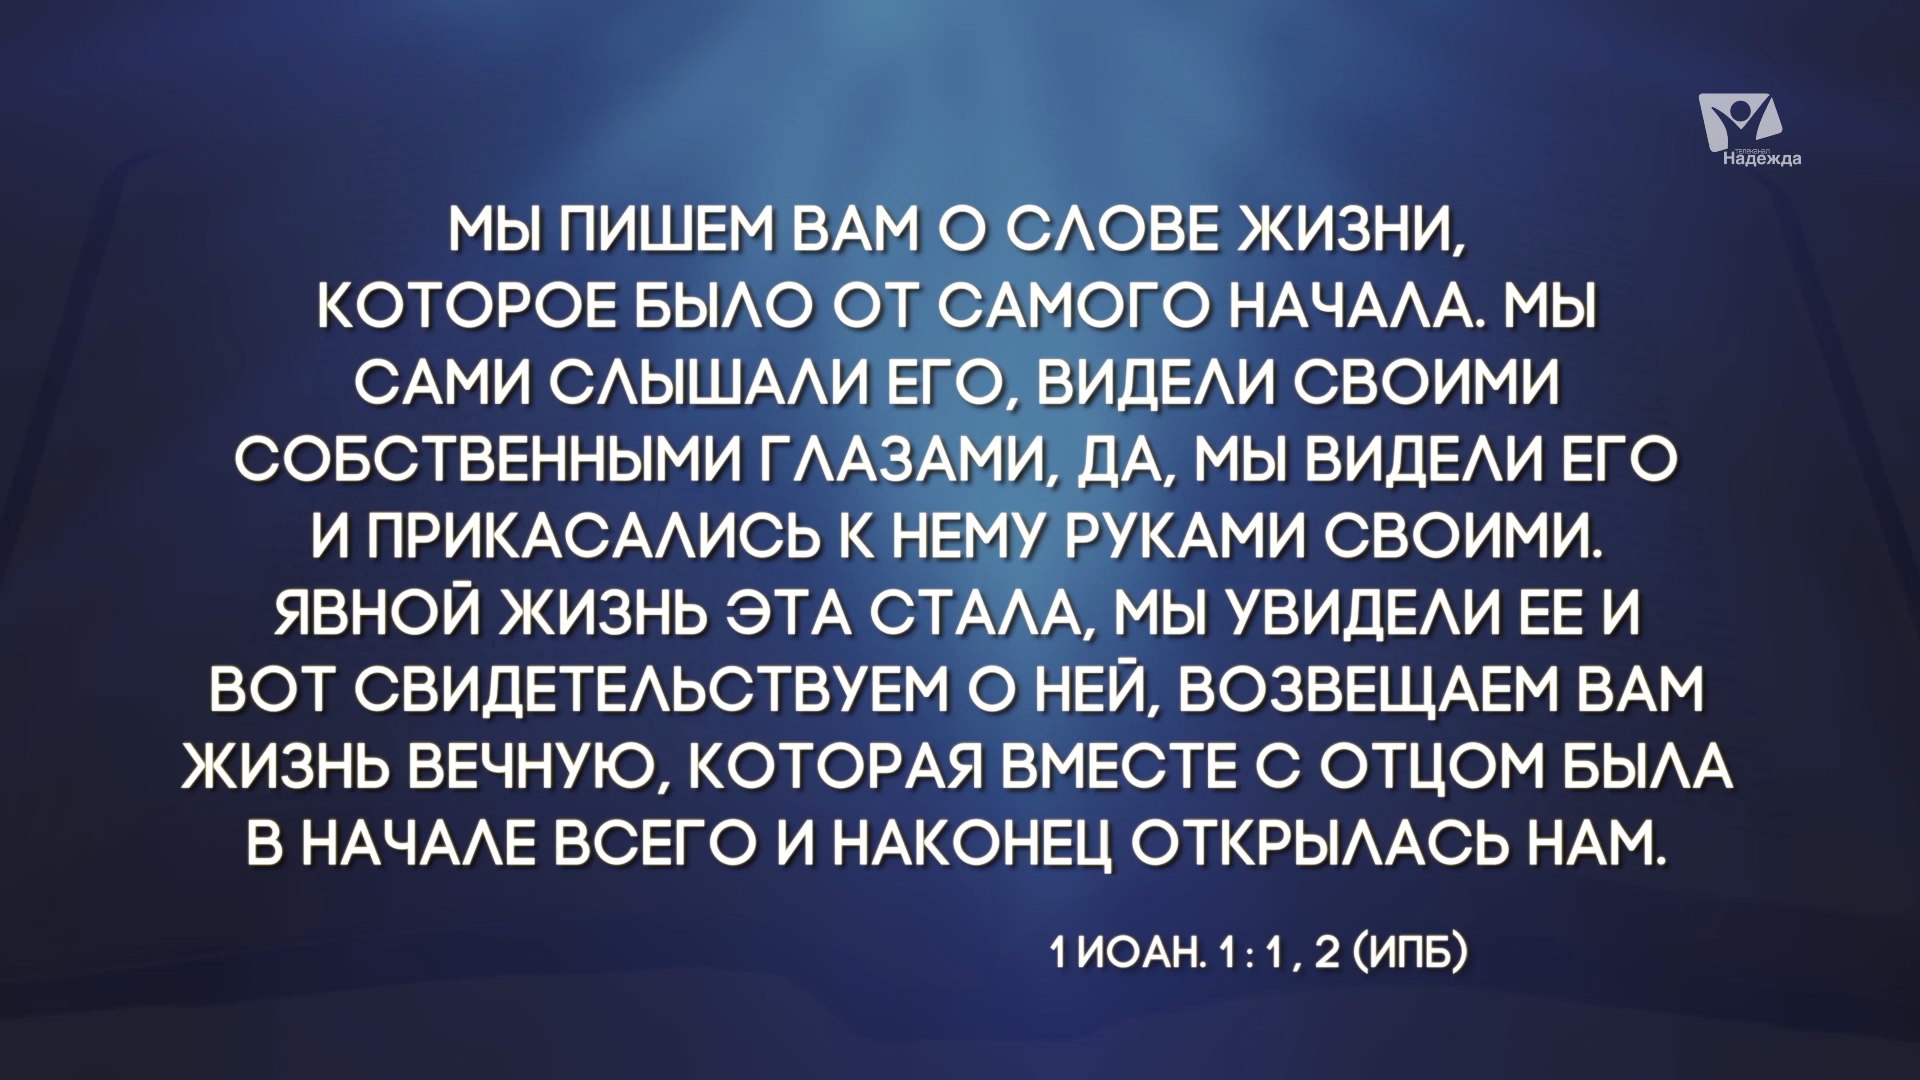 ТЕЛЕКАНАЛ
Надежда
МЫ ПИШЕМ ВАМ О СЛОВЕ ЖИЗНИ,
КОТОРОЕ БЫЛО ОТ САМОГО НАЧАЛА. МЫ
САМИ СЛЫШАЛИ ЕГО, ВИДЕЛИ СВОИМИ
СОБСТВЕННЫМИ ГЛАЗАМИ, ДА, МЫ ВИДЕЛИ ЕГО
И ПРИКАСАЛИСЬ К НЕМУ РУКАМИ СВОИМИ.
ЯВНОЙ ЖИЗНЬ ЭТА СТАЛА, МЫ УВИДЕЛИ ЕЕ И
ВОТ СВИДЕТЕЛЬСТВУЕМ О НЕЙ, ВОЗВЕЩАЕМ ВАМ
ЖИЗНЬ ВЕЧНУЮ, КОТОРАЯ ВМЕСТЕ С ОТЦОМ БЫЛА
В НАЧАЛЕ ВСЕГО И НАКОНЕЦ ОТКРЫЛАСЬ НАМ.
1 ИОАН. 1 : 1 , 2 (ИПБ)